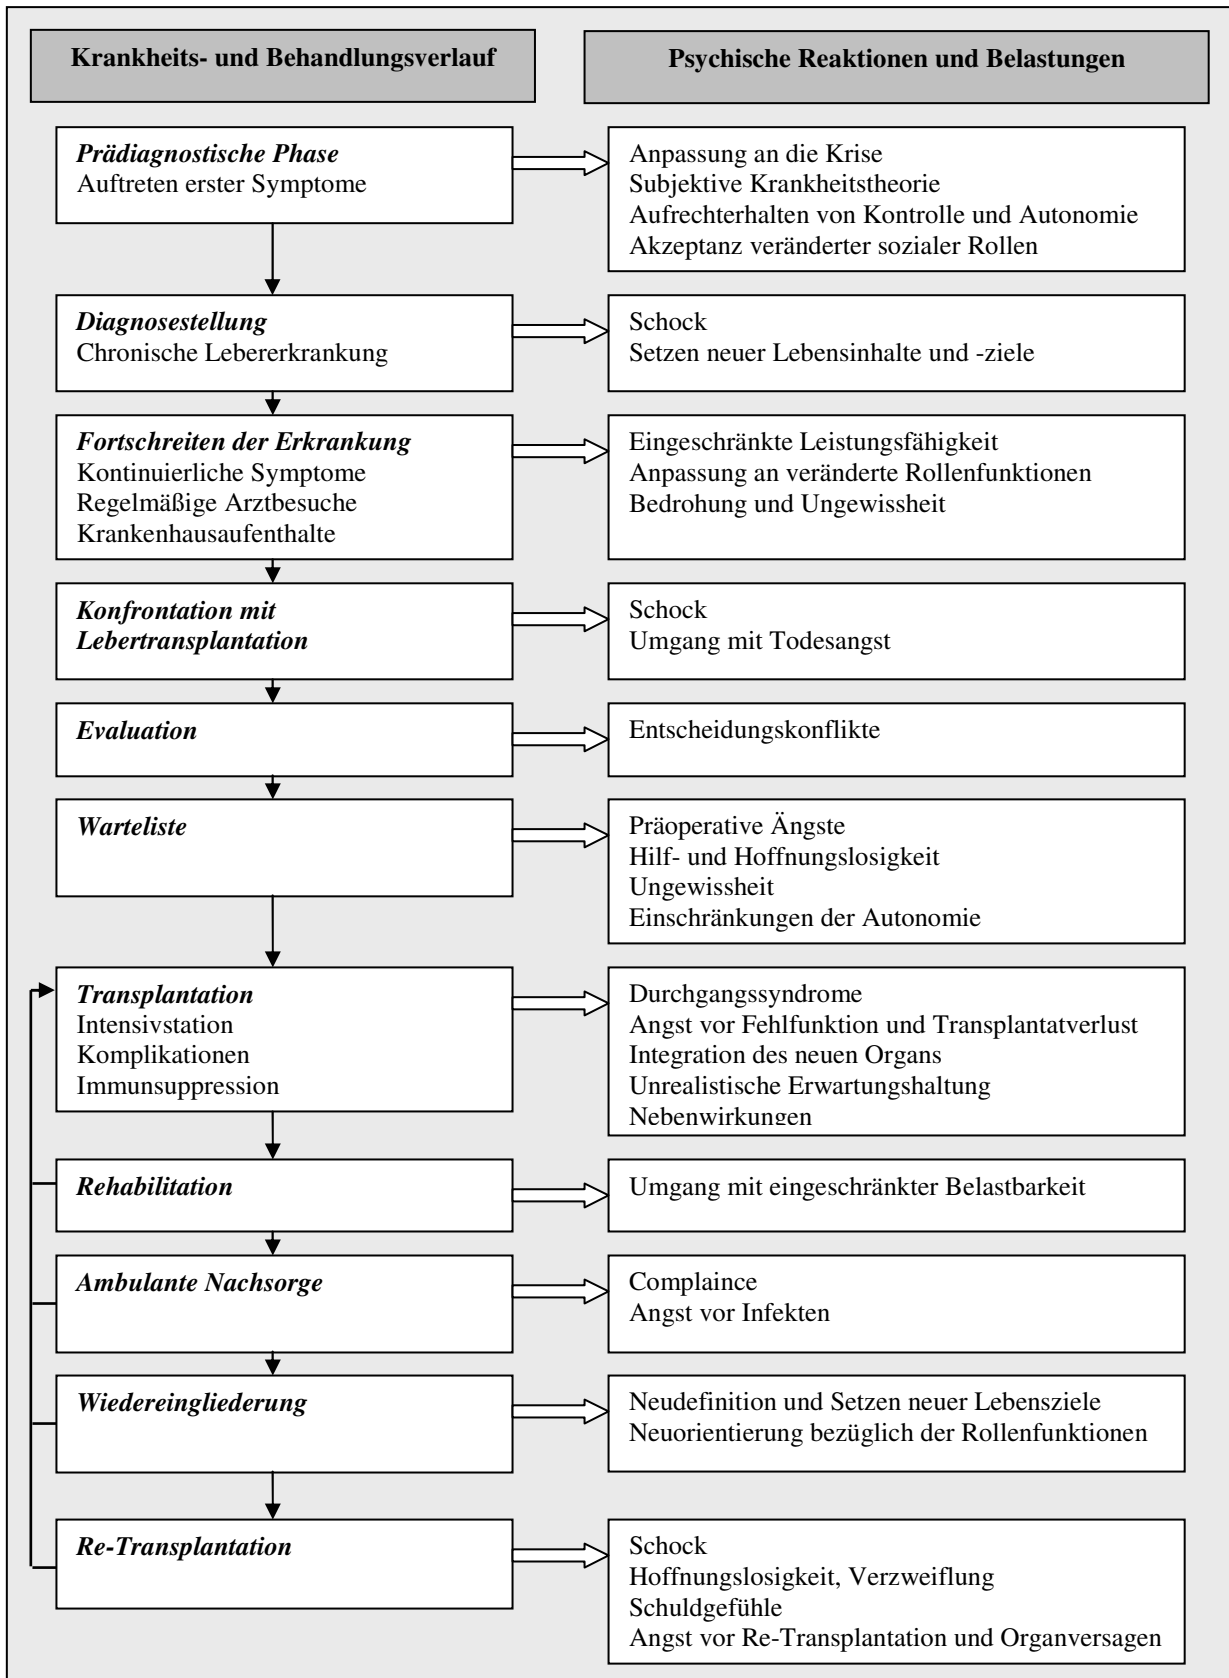 Krankheits- und Behandlungsverlauf
Psychische Reaktionen und Belastungen
Prädiagnostische Phase
Auftreten erster Symptome
Anpassung an die Krise
Subjektive Krankheitstheorie
Aufrechterhalten von Kontrolle und Autonomie
Akzeptanz veränderter sozialer Rollen
Diagnosestellung
Chronische Lebererkrankung
Schock
Setzen neuer Lebensinhalte und -ziele
Fortschreiten der Erkrankung
Kontinuierliche Symptome
Regelmäßige Arztbesuche
Krankenhausaufenthalte
Eingeschränkte Leistungsfähigkeit
Anpassung an veränderte Rollenfunktionen
Bedrohung und Ungewissheit
Konfrontation mit
Lebertransplantation
Schock
Umgang mit Todesangst
Evaluation
Entscheidungskonflikte
Warteliste
Präoperative Ängste
Hilf- und Hoffnungslosigkeit
Ungewissheit
Einschränkungen der Autonomie
Transplantation
Intensivstation
Komplikationen
Immunsuppression
Durchgangssyndrome
Angst vor Fehlfunktion und Transplantatverlust
Integration des neuen Organs
Unrealistische Erwartungshaltung
Nebenwirkungen
Rehabilitation
Umgang mit eingeschränkter Belastbarkeit
Ambulante Nachsorge
Complaince
Angst vor Infekten
Wiedereingliederung
Neudefinition und Setzen neuer Lebensziele
Neuorientierung bezüglich der Rollenfunktionen
Re-Transplantation
Schock
Hoffnungslosigkeit, Verzweiflung
Schuldgefühle
Angst vor Re-Transplantation und Organversagen